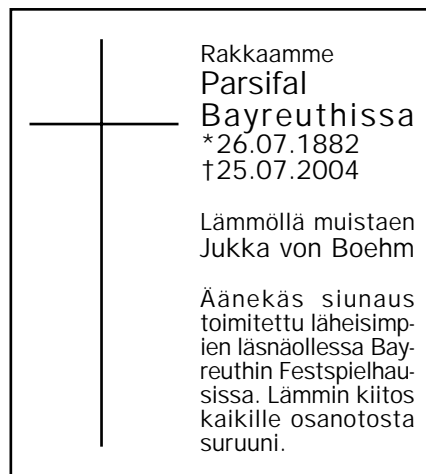 Rakkaamme
Parsifal
Bayreuthissa
*26.07.1882
†25.07.2004
Lämmöllä muistaen
Jukka von Boehm
Äänekäs siunaus
toimitettu läheisimp-
ien läsnäollessa Bay-
reuthin Festspielhau-
sissa. Lämmin kiitos
kaikille osanotosta
suruuni.